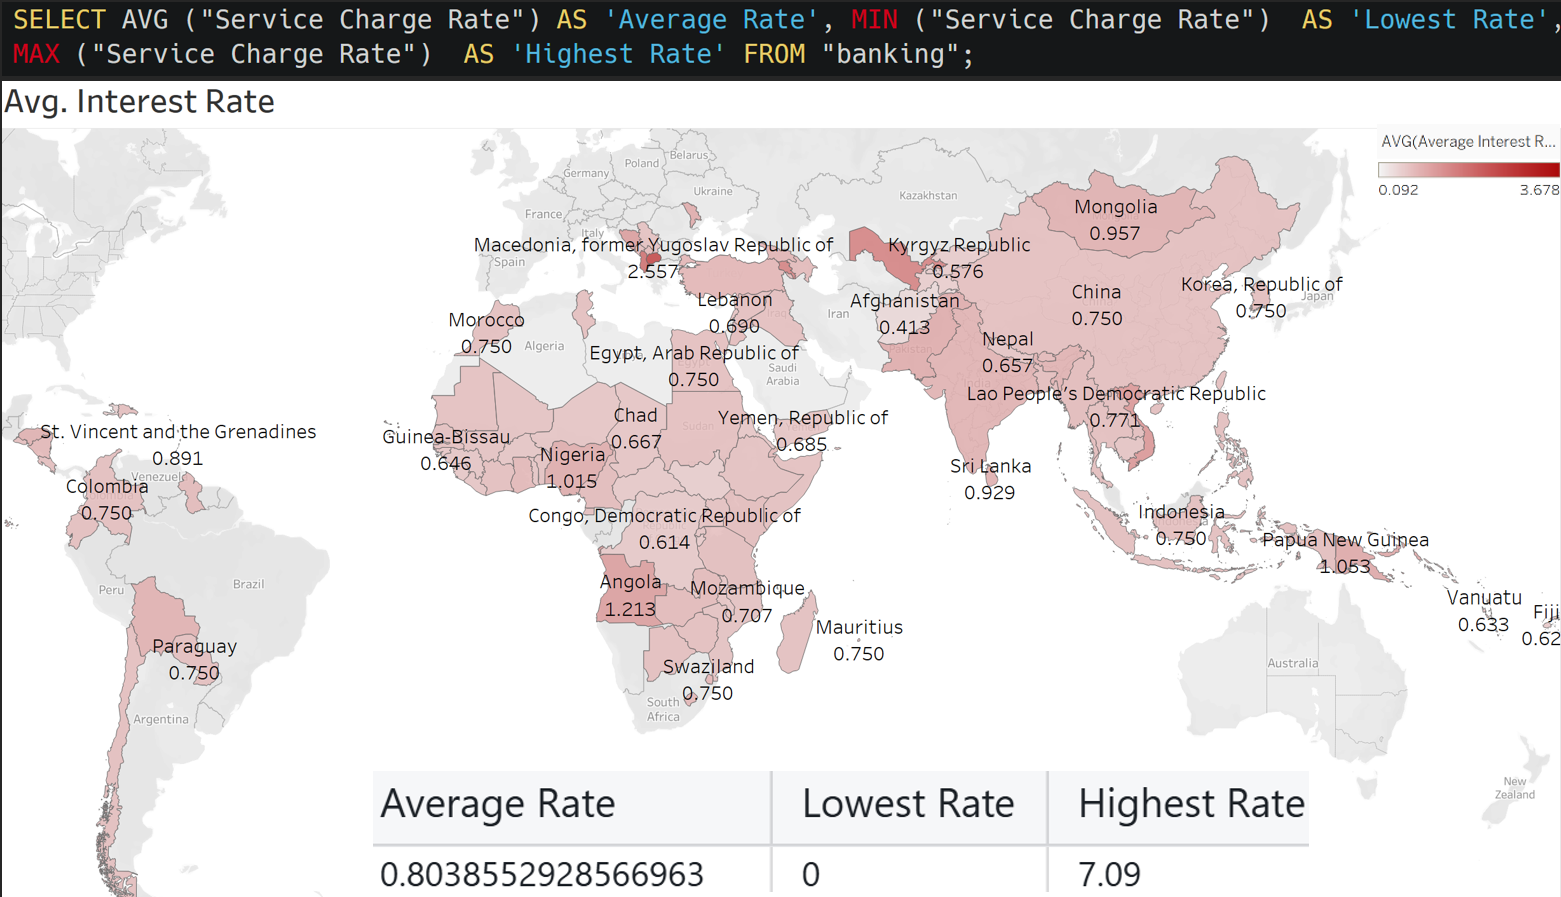 SELECT AVG ("Service Charge Rate") AS 'Average Rate', MIN ("Service Charge Rate")  AS 'Lowest Rate',
MAX ("Service Charge Rate")  AS 'Highest Rate' FROM "banking";
Avg. Interest Rate
AVG(Average Interest R...
0.092 3.678
Poland
Belarus
Germany
Ukraine
Kazakhstan
France
Italy
Spain
Mongolia
0.957
Macedonia, former Yugoslav Republic of
2.557
Kyrgyz Republic
0.576
Korea, Republic of
0.750
Japan
China
0.750
Lebanon
0.690
Iraq
Iran
Afghanistan
0.413
Morocco
0.750
Algeria
Egypt, Arab Republic of
0.750
Saudi
Arabia
Pakistan
Nepal
0.657
Lao People's Democratic Republic
0.771
St. Vincent and the Grenadines
0.891
Venezuel
Colombia
0.750
Guinea-Bissau
0.646
Chad
0.667
Sudan
Yemen, Republic of
0.685
Nigeria
1.015
Sri Lanka
0.929
Congo, Democratic Republic of
0.614
Indonesia
0.750
Papua New Guinea
1.053
Angola
1.213
Mozambique
0.707
Mauritius
0.750
Vanuatu
0.633
Fiji
0.62
Peru
Brazil
Paraguay
0.750
Swaziland
0.750
South
Africa
Australia
Argentina
New
Zealand
Average Rate Lowest Rate Highest Rate
0.8038552928566963 0 7.09